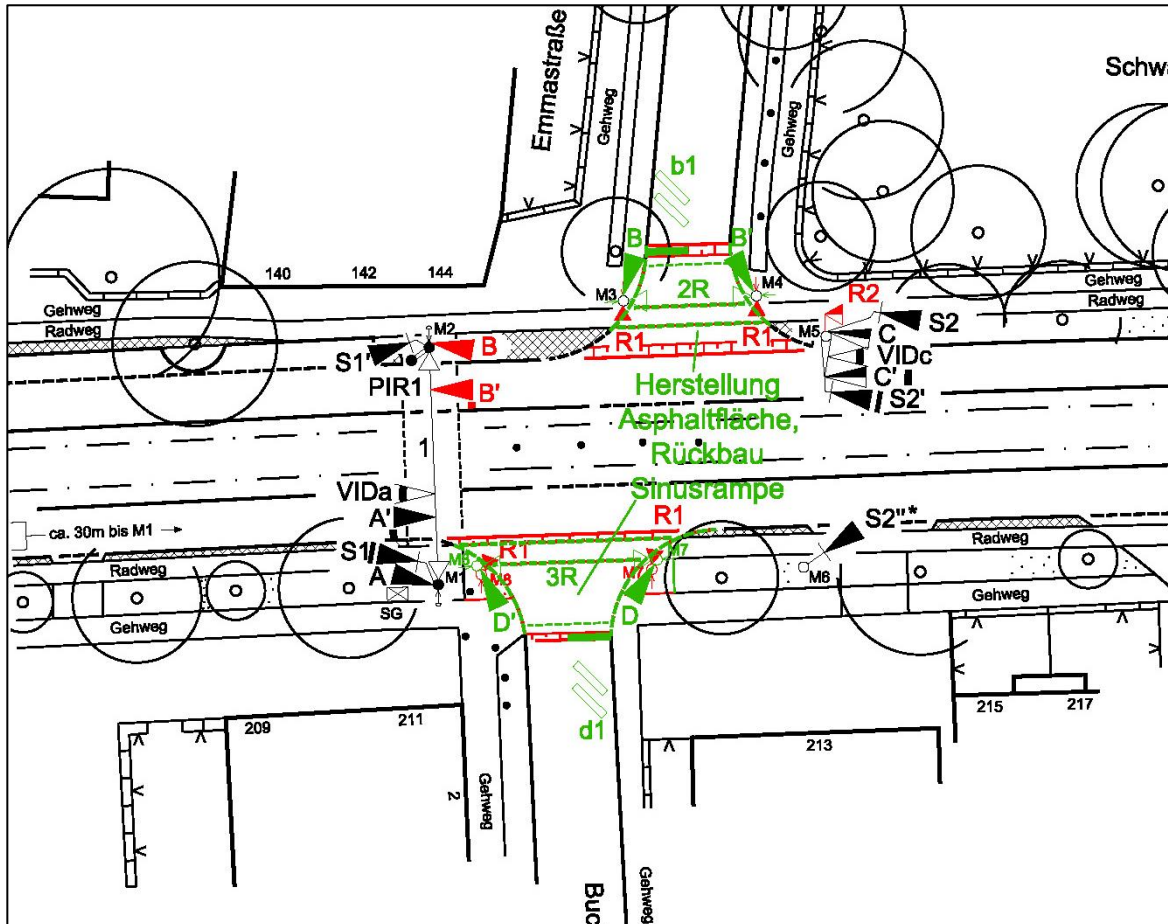 Emmastraße
Gehweg
Gehweg
Schwa
b1
B
B'
140
142
144
M3
M4
2R
Gehweg
Radweg
Gehweg
Radweg
R2
M2
M5
S2
S1'
B
R1
R1
C
VIDc
PIR1
B'
C'
S2'
Herstellung
Asphaltfläche,
Rückbau
Sinusrampe
1
VIDa
A'
R1
S2''*
ca. 30m bis M1
S1
R1
M7
Radweg
Radweg
A
M1
M8
M8
3R
M7
M6
SG
D'
D
Gehweg
Gehweg
d1
209
211
213
215
217
2
Gehweg
Buc
Gehweg